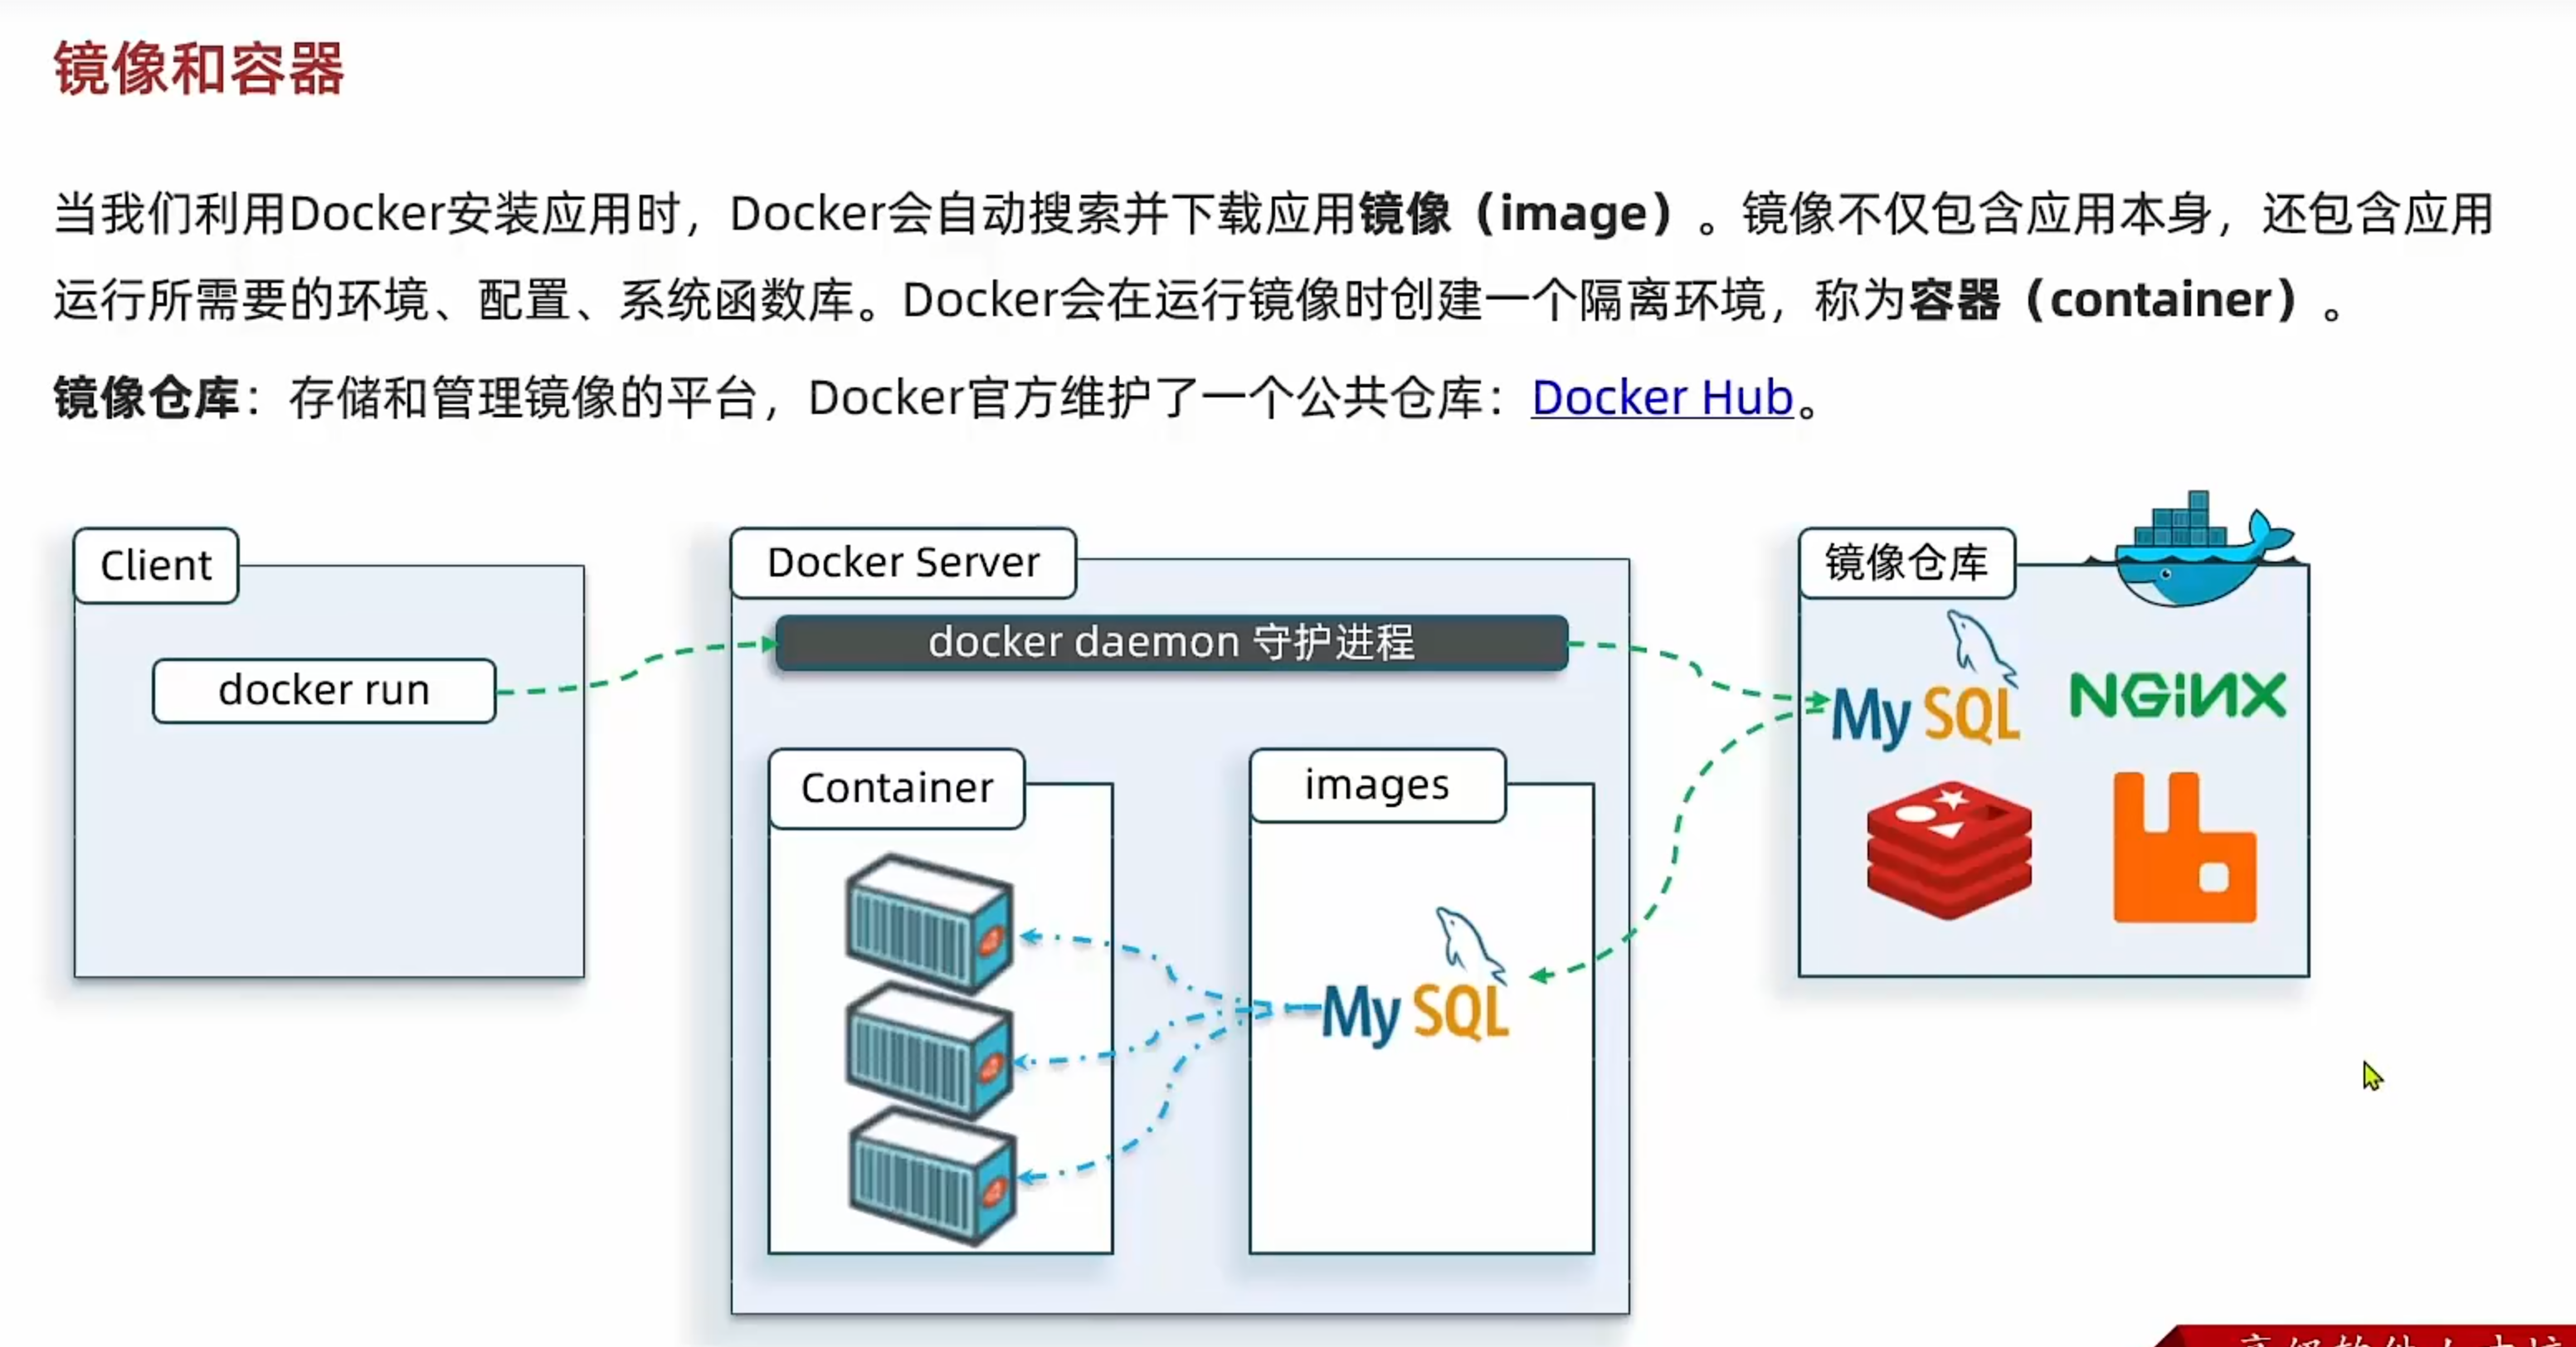 镜像和容器
当我们利用Docker安装应用时，Docker会自动搜索并下载应用镜像（image）。镜像不仅包含应用本身，还包含应用
运行所需要的环境、配置、系统函数库。Docker会在运行镜像时创建一个隔离环境，称为容器（container）。
镜像仓库：存储和管理镜像的平台，Docker官方维护了一个公共仓库：Docker Hub。
Client
Docker Server
镜像仓库
docker daemon 守护进程
docker run
MySQL
NGiNX
Container
images
MySQL